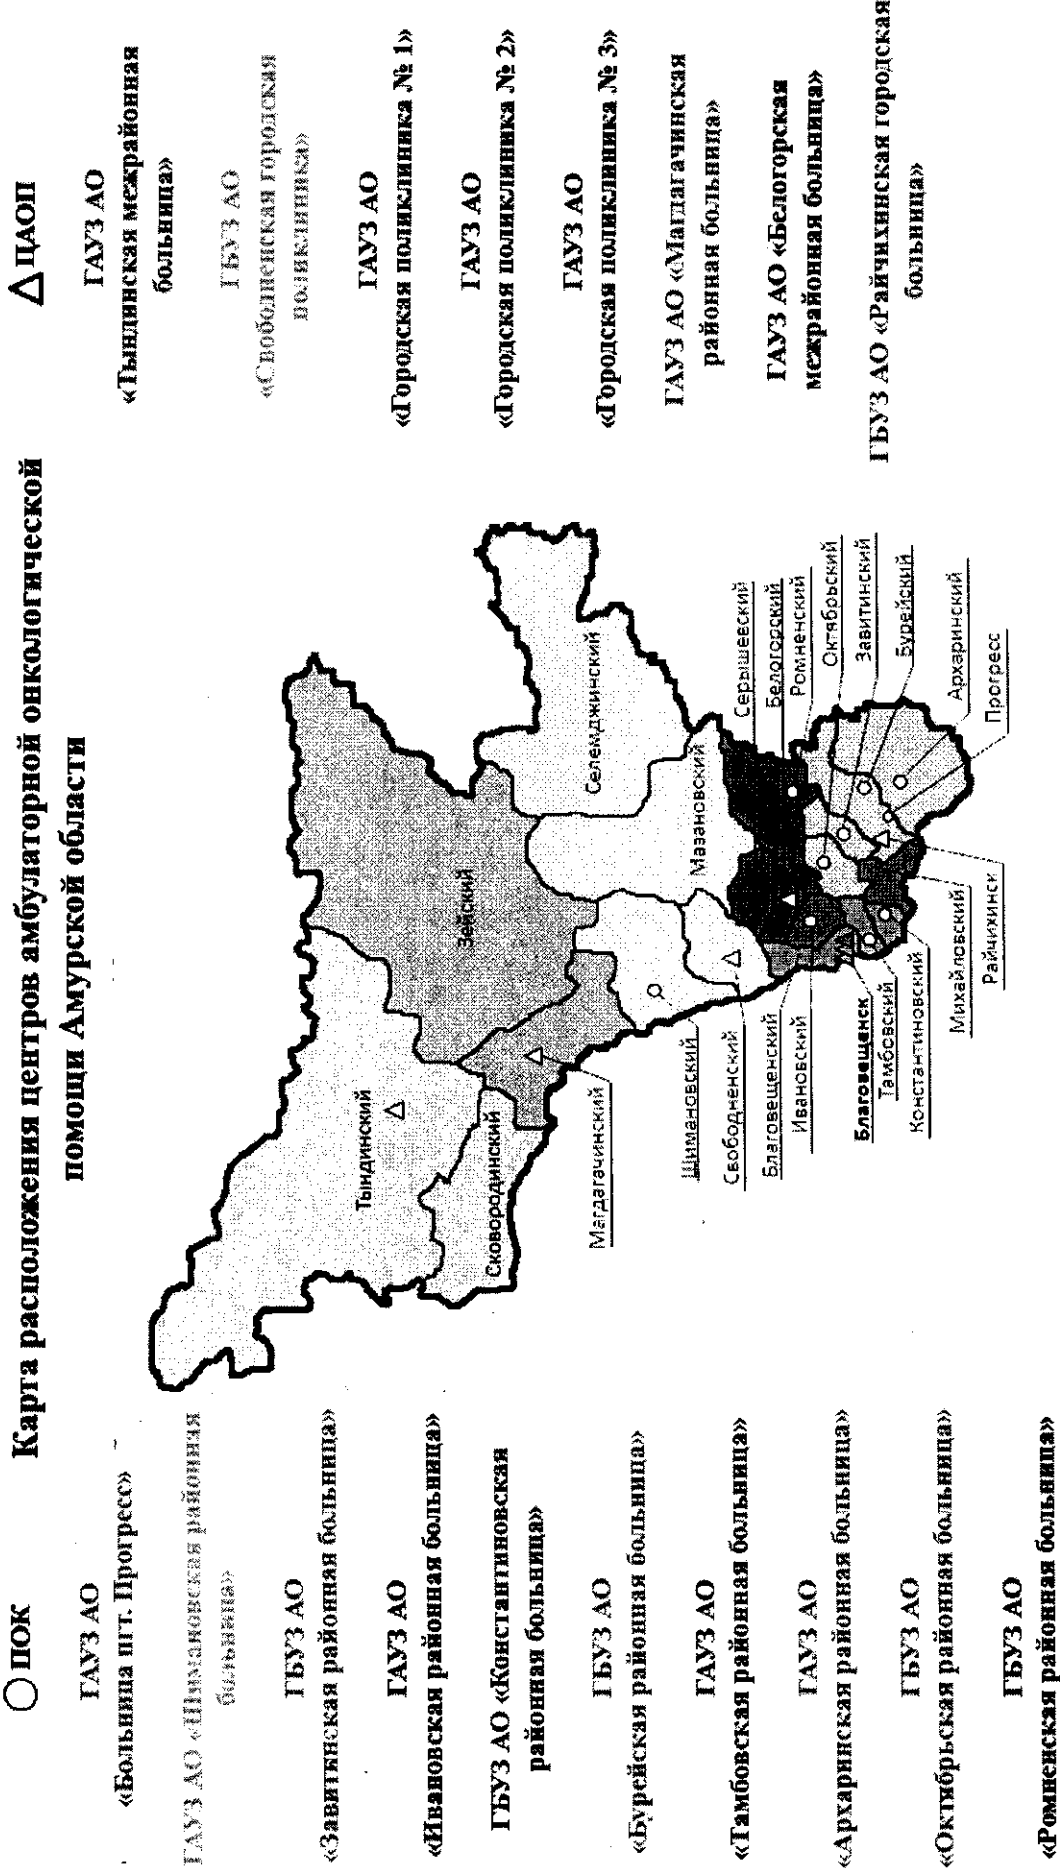 Карта расположения центров амбулаторной онкологической
помощи Амурской области
ПОК
ГАУЗ АО
«Больница пгт. Прогресс»
ГАУЗ АО «Шимановская районная
больница»
ГБУЗ АО
«Завитинская районная больница»
ГАУЗ АО
«Ивановская районная больница»
ГБУЗ АО «Константиновская
районная больница»
ГБУЗ АО
«Бурейская районная больница»
ГАУЗ АО
«Тамбовская районная больница»
ГАУЗ АО
«Архаринская районная больница»
ГБУЗ АО
«Октябрьская районная больница»
ГБУЗ АО
«Ромненская районная больница»
Тындинский
Сковородинский
Зейский
Магдагачинский
Селемджинский
Мазановский
Шимановский
Свободненский
Благовещенский
Ивановский
Благовещенск
Тамбовский
Константиновский
Михайловский
Райчихинск
Серышевский
Белогорский
Ромненский
Октябрьский
Завитинский
Бурейский
Архаринский
Прогресс
ЦАОП
ГАУЗ АО
«Тындинская межрайонная
больница»
ГБУЗ АО
«Свободненская городская
поликлиника»
ГАУЗ АО
«Городская поликлиника № 1»
ГАУЗ АО
«Городская поликлиника № 2»
ГАУЗ АО
«Городская поликлиника № 3»
ГАУЗ АО «Магдагачинская
районная больница»
ГАУЗ АО «Белогорская
межрайонная больница»
ГБУЗ АО «Райчихинская городская
больница»